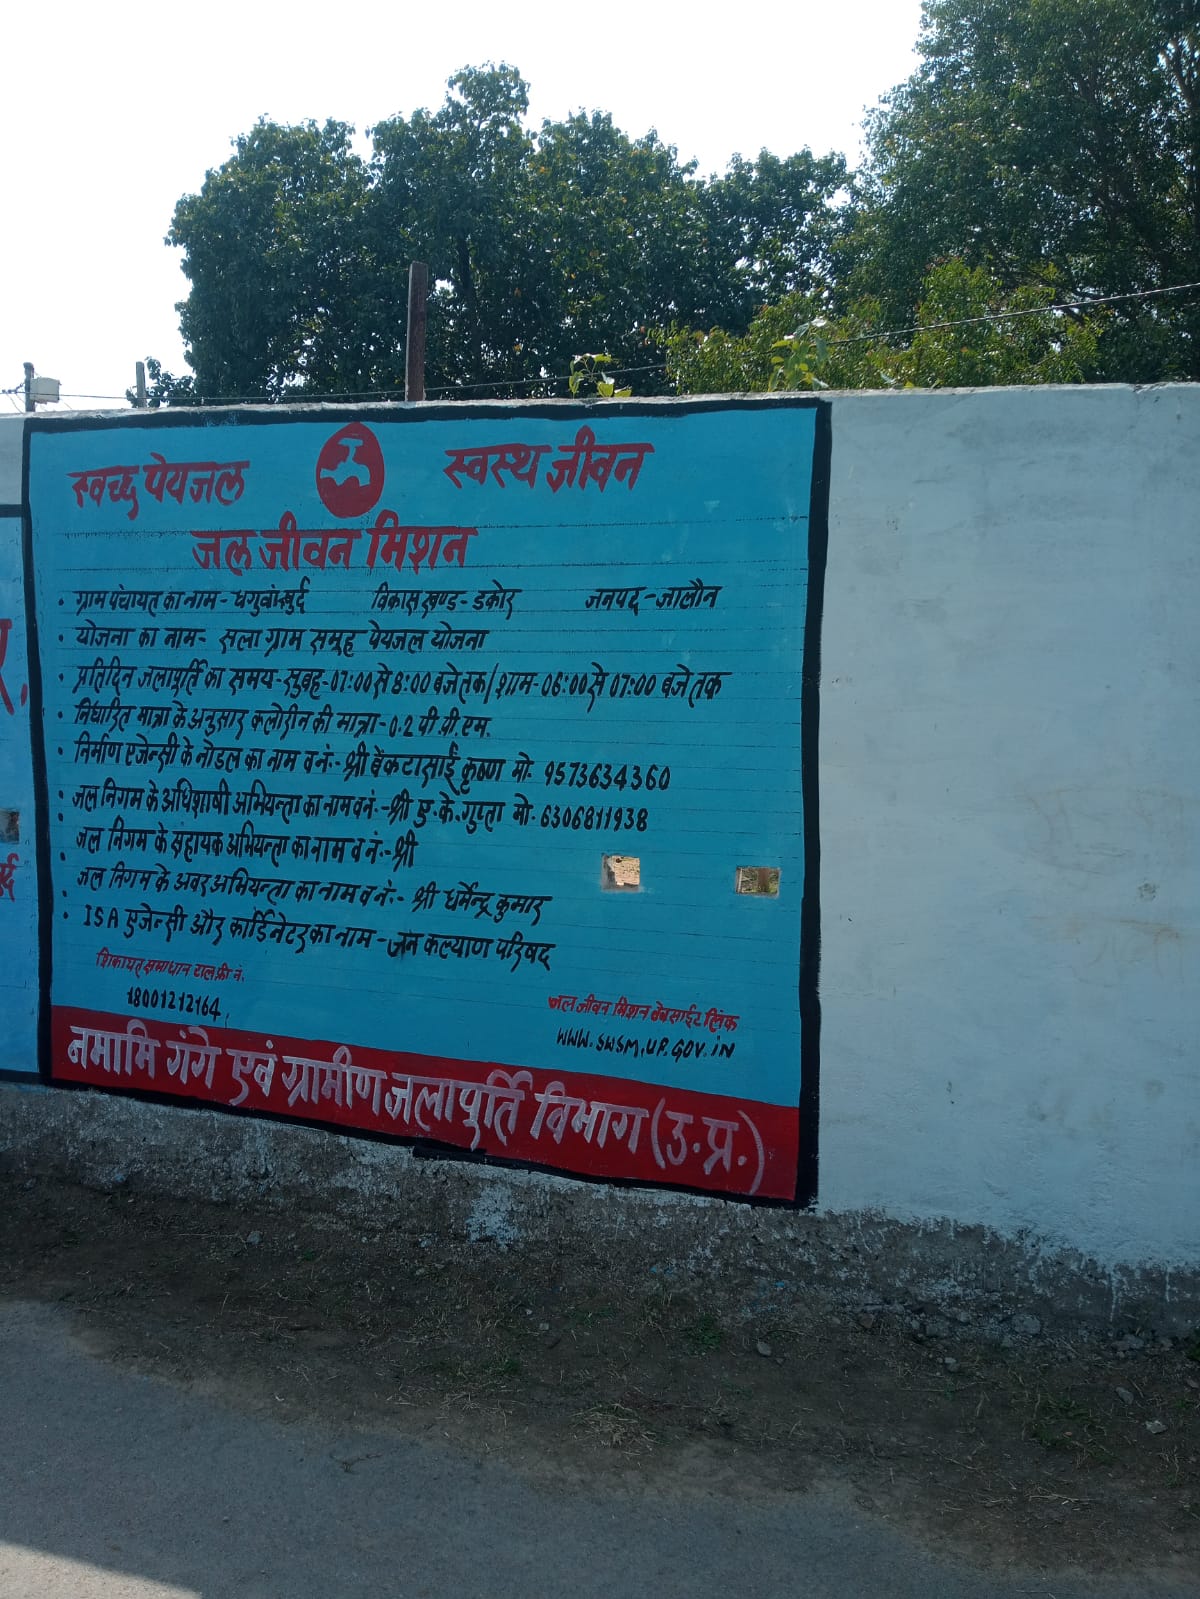 स्वच्छ पेयजल स्वस्थ जीवन
जल जीवन मिशन
• ग्राम पंचायत का नाम - धगुवांखुर्द विकास खण्ड - डकोर जनपद - जालौन
• योजना का नाम - सला ग्राम समूह पेयजल योजना
• प्रतिदिन जलापूर्ति का समय - सुबह - 07:00 से 8:00 बजे तक / शाम - 06:00 से 07:00 बजे तक
• निर्धारित मात्रा के अनुसार क्लोरीन की मात्रा - 0.2 पी.पी.एम.
• निर्माण एजेन्सी के नोडल का नाम व नं:- श्री वेंकटासाई कृष्ण मो. 9573634360
• जल निगम के अधिशाषी अभियन्ता का नाम व नं:- श्री ए.के. गुप्ता मो. 6306811938
• जल निगम के सहायक अभियन्ता का नाम व नं:- श्री
• जल निगम के अवर अभियन्ता का नाम व नं:- श्री धर्मेन्द्र कुमार
• ISA एजेन्सी और कार्डिनेटर का नाम - जन कल्याण परिषद
शिकायत समाधान टाल फ्री नं.
18001212164
जल जीवन मिशन वेबसाईट लिंक
WWW.SWSM.UP.GOV.iN
नमामि गंगे एवं ग्रामीण जलापूर्ति विभाग (उ.प्र.)